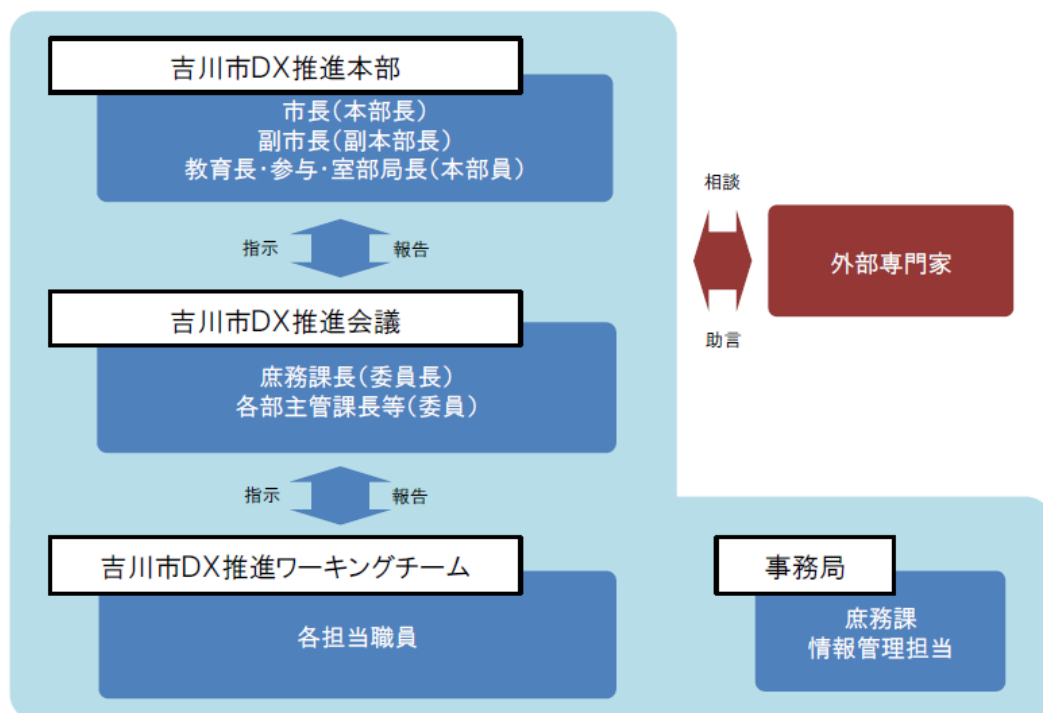 吉川市DX推進本部
市長(本部長)
副市長(副本部長)
教育長・参与・室部局長(本部員)
指示
報告
吉川市DX推進会議
庶務課長(委員長)
各部主管課長等(委員)
指示
報告
吉川市DX推進ワーキングチーム
各担当職員
相談
外部専門家
助言
事務局
庶務課
情報管理担当